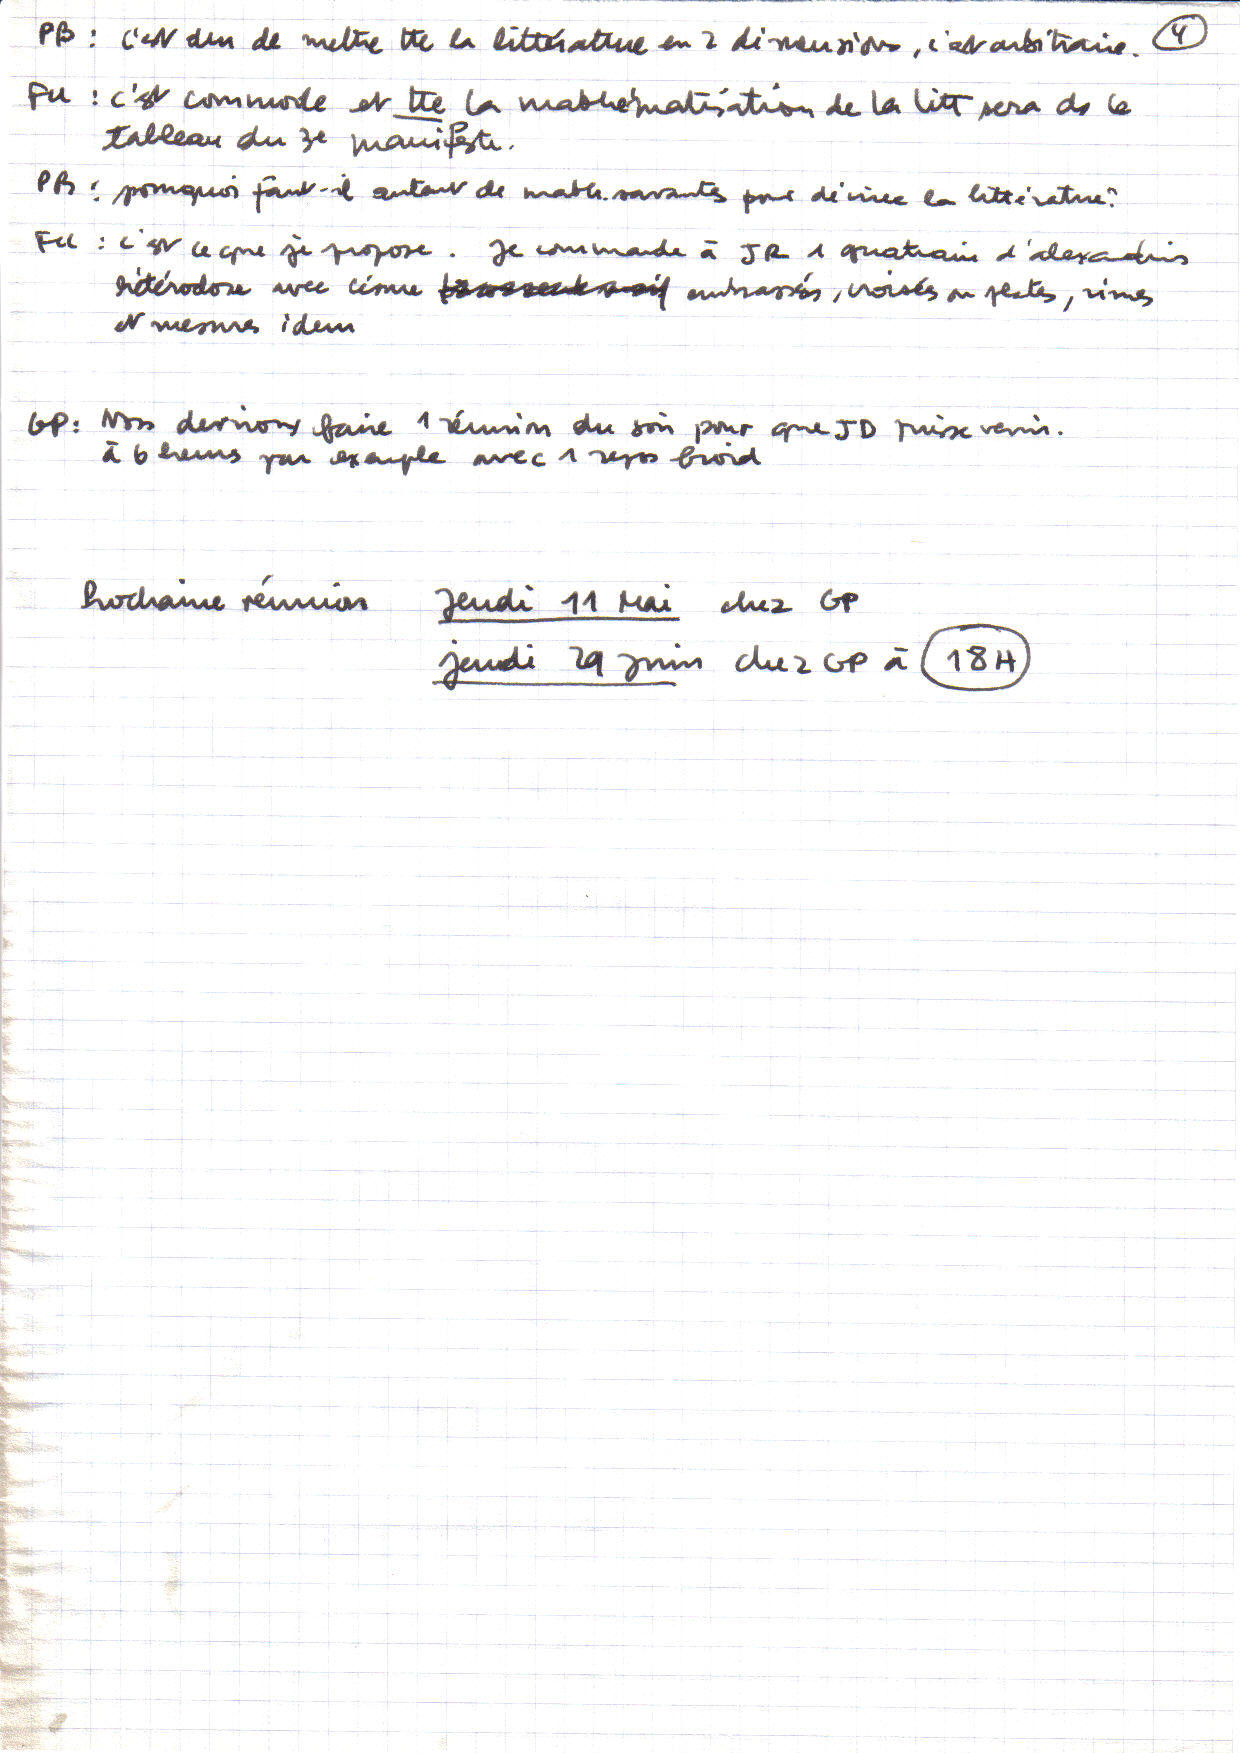 PB : c'est dur de mettre tte la littérature en 2 dimensions, c'est arbitraire. 4
FLL : c'est commode et tte la mathématisation de la litt sera ds le
tableau du 3e manifeste.
PB : pourquoi faut-il autant de math. savantes pour décrire la littérature?
FLL : c'est ce que je propose. Je commande à JR 1 quatrain d'alexandrins
hétérodoxe avec césure embrassés, croisés ou plates, rimes
et mesures idem
GP : Nous devrions faire 1 réunion du soir pour que JD puisse venir.
à 6 heures par exemple avec 1 repas froid
Prochaine réunion jeudi 11 Mai chez GP
jeudi 29 juin chez GP à 18H